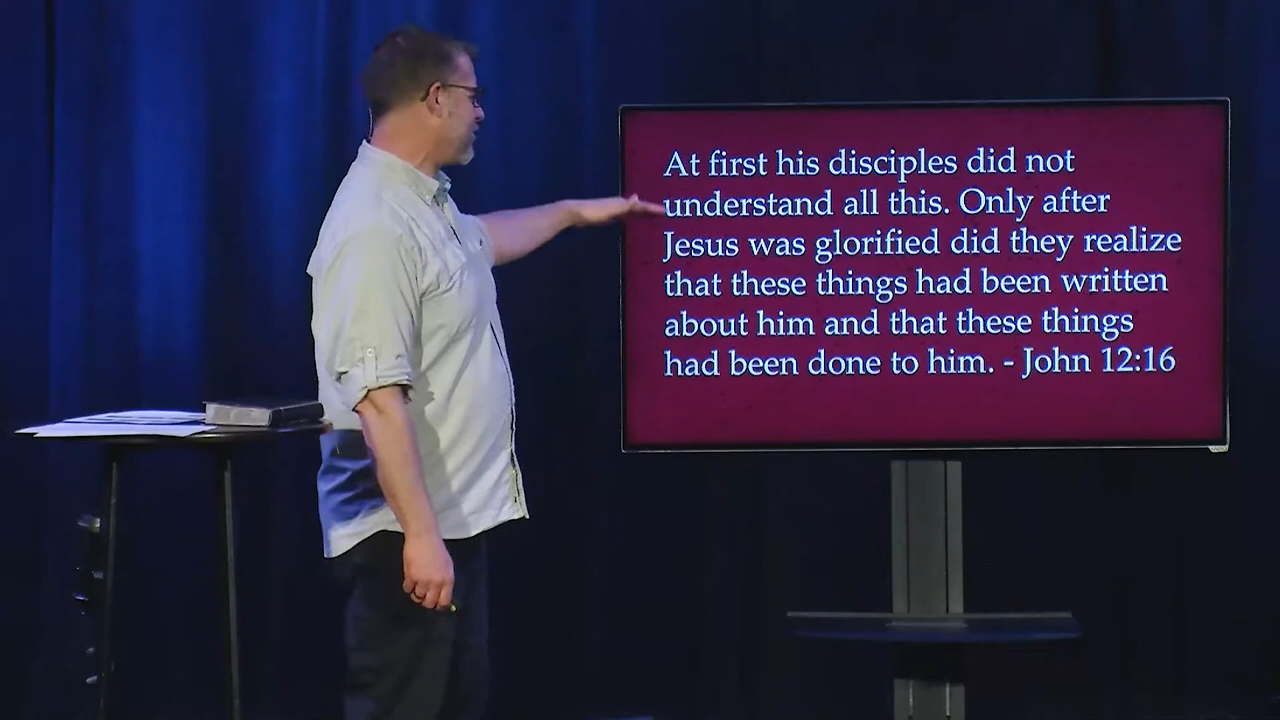 At first his disciples did not
understand all this. Only after
Jesus was glorified did they realize
that these things had been written
about him and that these things
had been done to him. - John 12:16